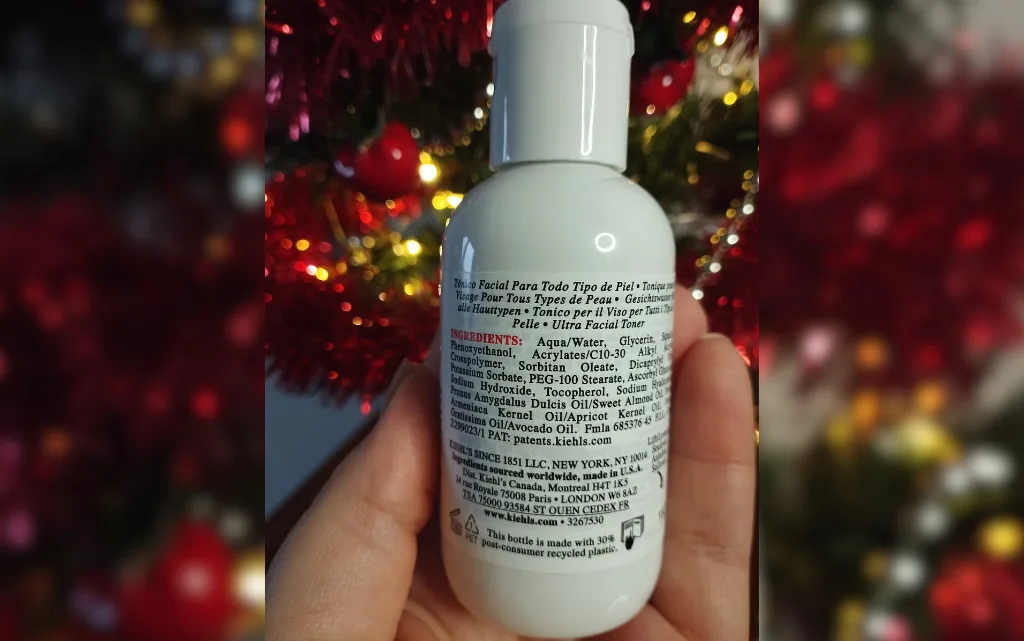 Tónico Facial Para Todo Tipo de Piel • Tonique
Visage Pour Tous Types de Peau • Gesichtswasser
alle Hauttypen • Tonico per il Viso per Tutti i
Pelle • Ultra Facial Toner
INGREDIENTS: Aqua/Water, Glycerin,
Phenoxyethanol, Acrylates/C10-30 Alkyl
Crosspolymer, Sorbitan Oleate,
Potassium Sorbate, PEG-100 Stearate, Ascorbyl
Sodium Hydroxide, Tocopherol, Sodium
Prunus Amygdalus Dulcis Oil/Sweet Almond
Armeniaca Kernel Oil/Apricot Kernel
Gratissima Oil/Avocado Oil. Fmla 685376 45
2299023/1 PAT: patents.kiehls.com
KIEHL'S SINCE 1851 LLC, NEW YORK, NY 10014
Ingredients sourced worldwide, made in U.S.A.
Dist. Kiehl's Canada, Montreal H4T 1K5
14 rue Royale 75008 Paris • LONDON W6 8AZ
TSA 75000 93584 ST OUEN CEDEX FR
www.kiehls.com • 3267530
PET
This bottle is made with 30%
post-consumer recycled plastic.